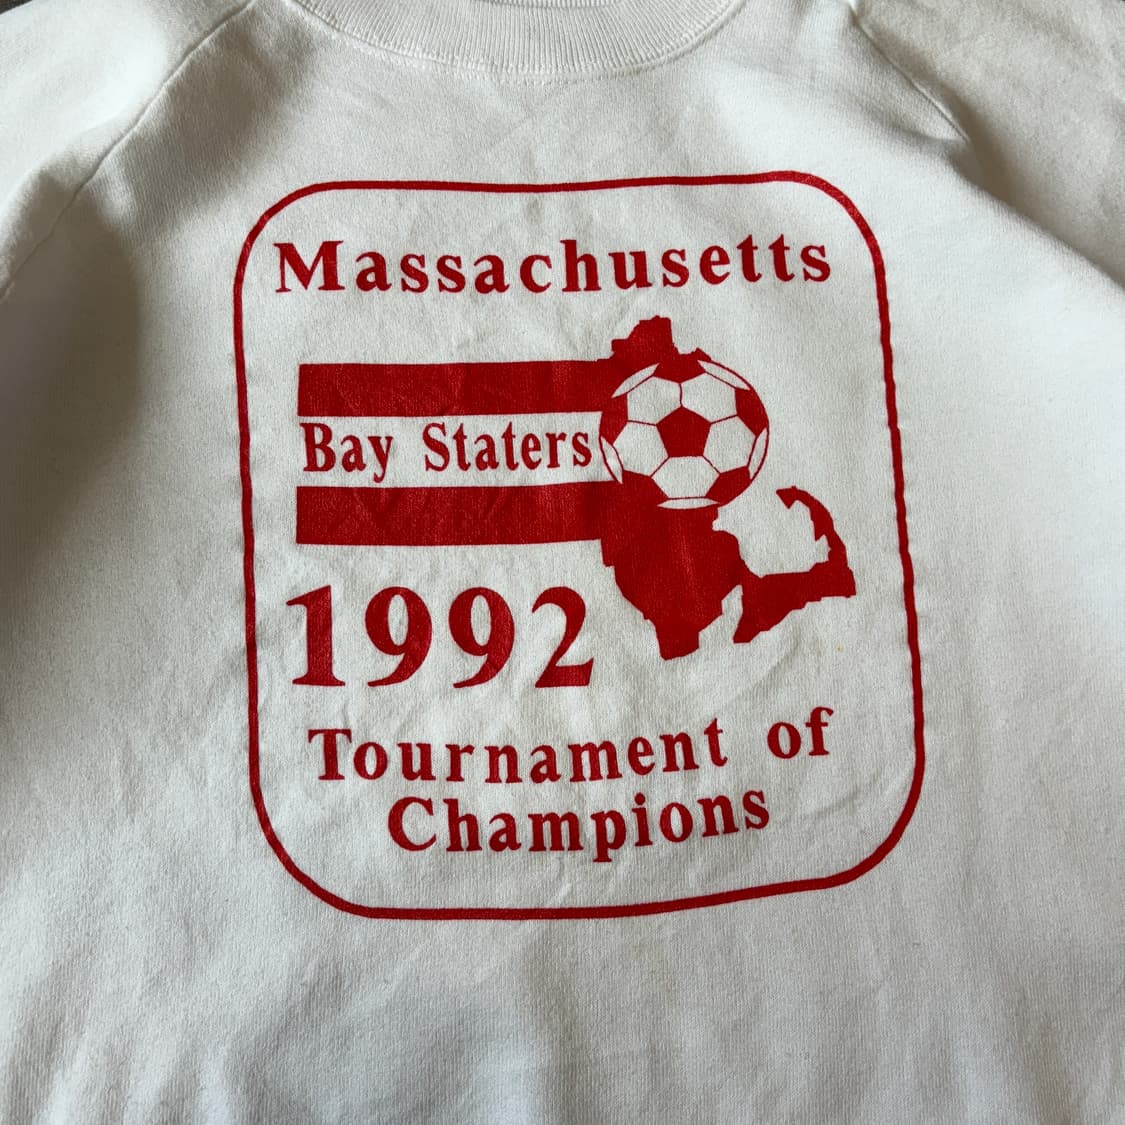 Massachusetts
Bay Staters
1992
Tournament of
Champions